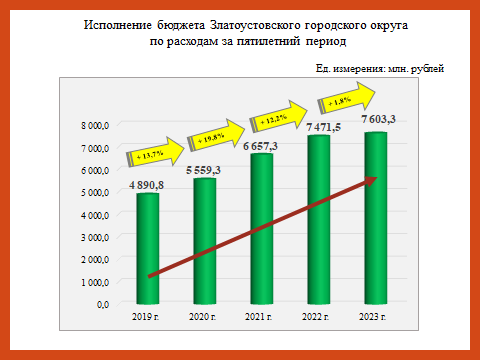 Исполнение бюджета Златоустовского городского округа
по расходам за пятилетний период
Ед. измерения: млн. рублей
+ 13,7%
+ 19,8%
+ 12,2%
+ 1,8%
4 890,8
5 559,3
6 657,3
7 471,5
7 603,3
8 000,0
7 000,0
6 000,0
5 000,0
4 000,0
3 000,0
2 000,0
1 000,0
0,0
2019 г.
2020 г.
2021 г.
2022 г.
2023 г.